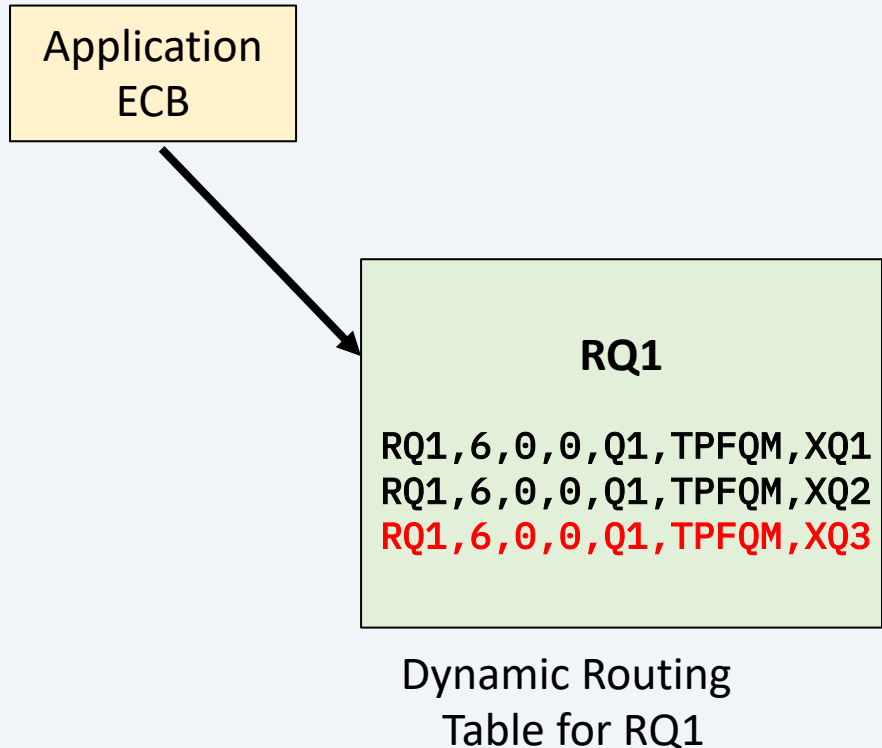 Application
ECB
RQ1
RQ1,6,0,0,Q1,TPFQM,XQ1
RQ1,6,0,0,Q1,TPFQM,XQ2
RQ1,6,0,0,Q1,TPFQM,XQ3
Dynamic Routing
Table for RQ1